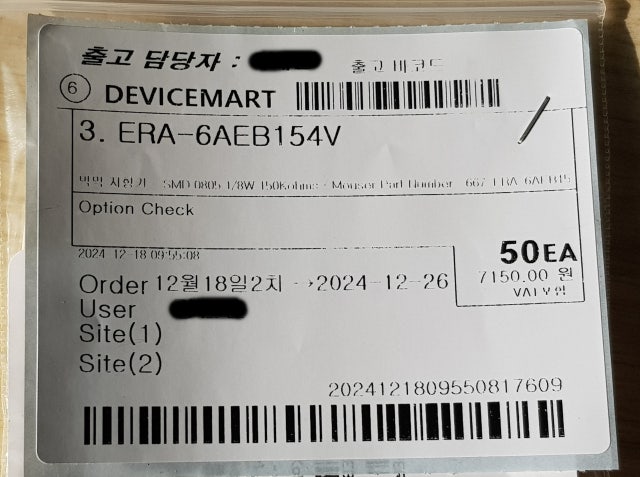 출고 담당자 :
출고 바코드
6 DEVICEMART
3. ERA-6AEB154V
SMD 0805 1/8W 150Kohms · Mouser Part Number 667 ERA 6AEB15
Option Check
2024-12-18 09:55:08
50EA
7150.00 원
Order 12월18일2차 → 2024-12-26
User
Site(1)
Site(2)
2024121809550817609